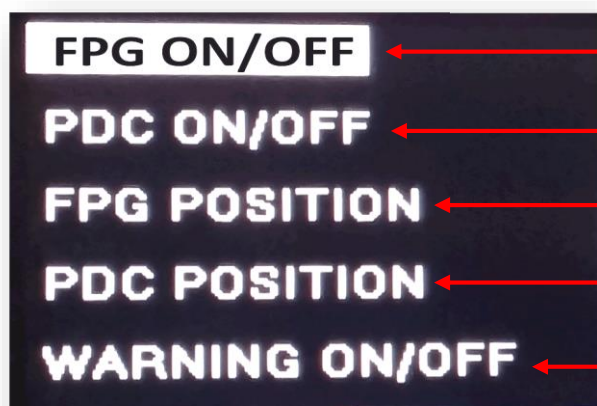 FPG ON/OFF
PDC ON/OFF
FPG POSITION
PDC POSITION
WARNING ON/OFF